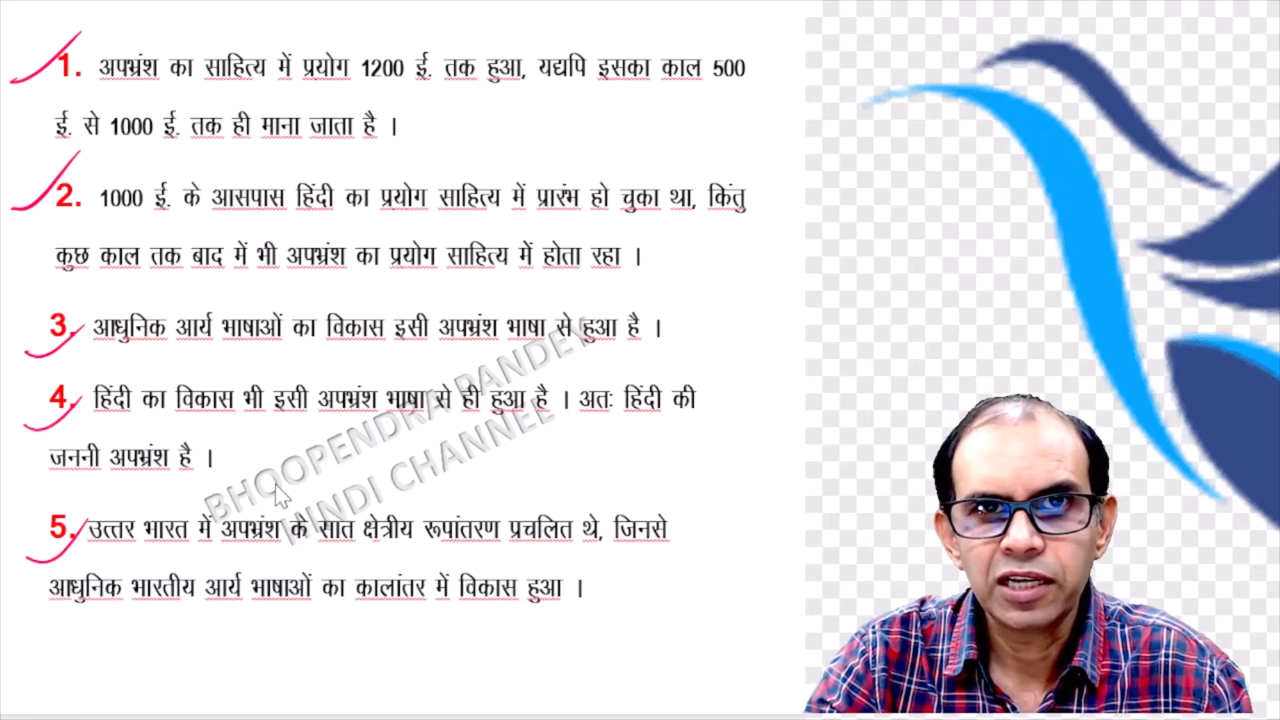 1. अपभ्रंश का साहित्य में प्रयोग 1200 ई. तक हुआ, यद्यपि इसका काल 500
ई. से 1000 ई. तक ही माना जाता है ।
2. 1000 ई. के आसपास हिंदी का प्रयोग साहित्य में प्रारंभ हो चुका था, किंतु
कुछ काल तक बाद में भी अपभ्रंश का प्रयोग साहित्य में होता रहा ।
3. आधुनिक आर्य भाषाओं का विकास इसी अपभ्रंश भाषा से हुआ है ।
4. हिंदी का विकास भी इसी अपभ्रंश भाषा से ही हुआ है । अतः हिंदी की
जननी अपभ्रंश है ।
5. उत्तर भारत में अपभ्रंश के सात क्षेत्रीय रूपांतरण प्रचलित थे, जिनसे
आधुनिक भारतीय आर्य भाषाओं का कालांतर में विकास हुआ ।
BHOOPENDRA PANDEY
HINDI CHANNEL